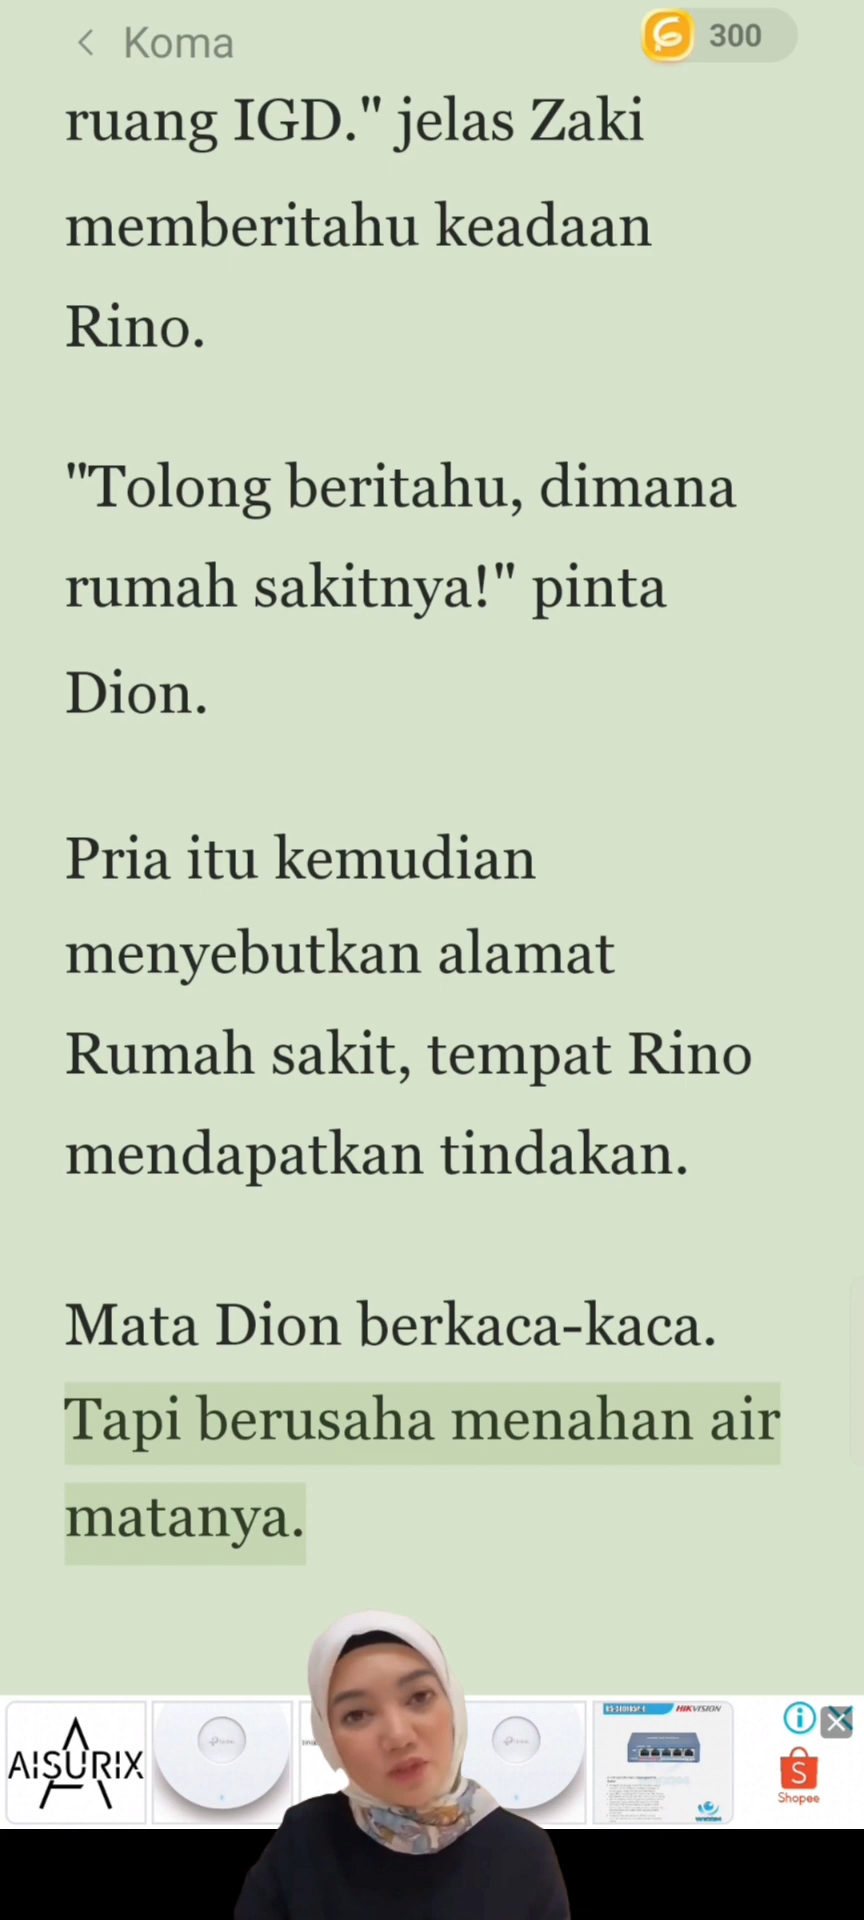 Koma
300
ruang IGD." jelas Zaki
memberitahu keadaan
Rino.
"Tolong beritahu, dimana
rumah sakitnya!" pinta
Dion.
Pria itu kemudian
menyebutkan alamat
Rumah sakit, tempat Rino
mendapatkan tindakan.
Mata Dion berkaca-kaca.
Tapi berusaha menahan air
matanya.
AISURIX
HIKVISION
Shopee